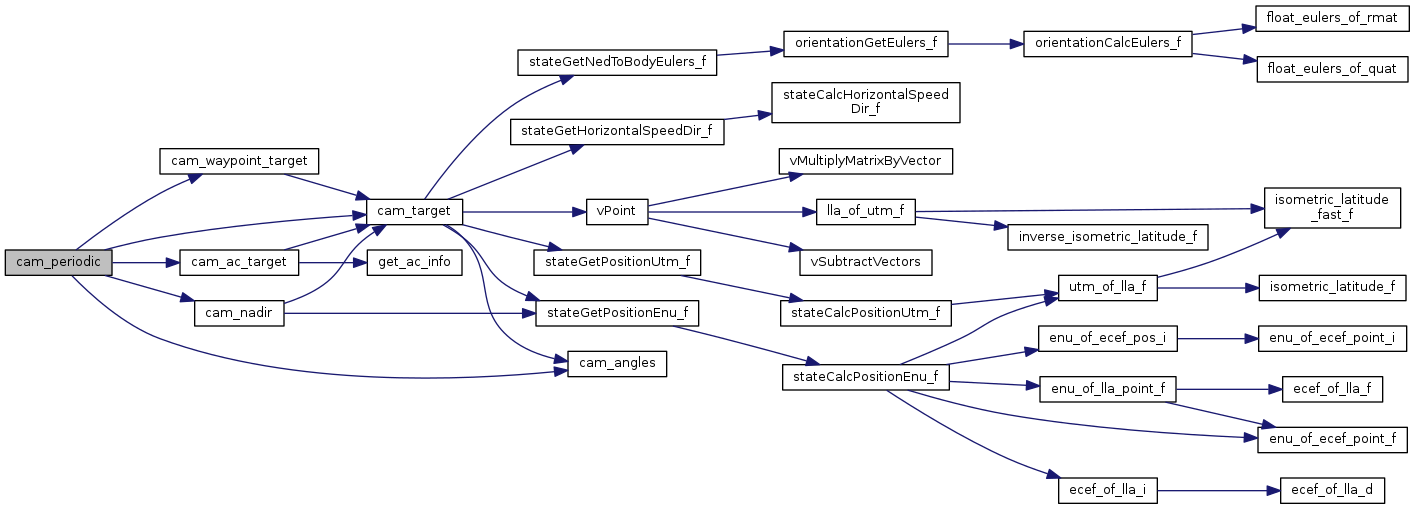 cam_periodic
cam_waypoint_target
cam_ac_target
cam_nadir
cam_target
get_ac_info
stateGetNedToBodyEulers_f
stateGetHorizontalSpeedDir_f
vPoint
stateGetPositionUtm_f
stateGetPositionEnu_f
cam_angles
orientationGetEulers_f
stateCalcHorizontalSpeed
Dir_f
vMultiplyMatrixByVector
lla_of_utm_f
vSubtractVectors
stateCalcPositionUtm_f
stateCalcPositionEnu_f
orientationCalcEulers_f
inverse_isometric_latitude_f
utm_of_lla_f
enu_of_ecef_pos_i
enu_of_lla_point_f
ecef_of_lla_i
float_eulers_of_rmat
float_eulers_of_quat
isometric_latitude
_fast_f
isometric_latitude_f
enu_of_ecef_point_i
ecef_of_lla_f
enu_of_ecef_point_f
ecef_of_lla_d